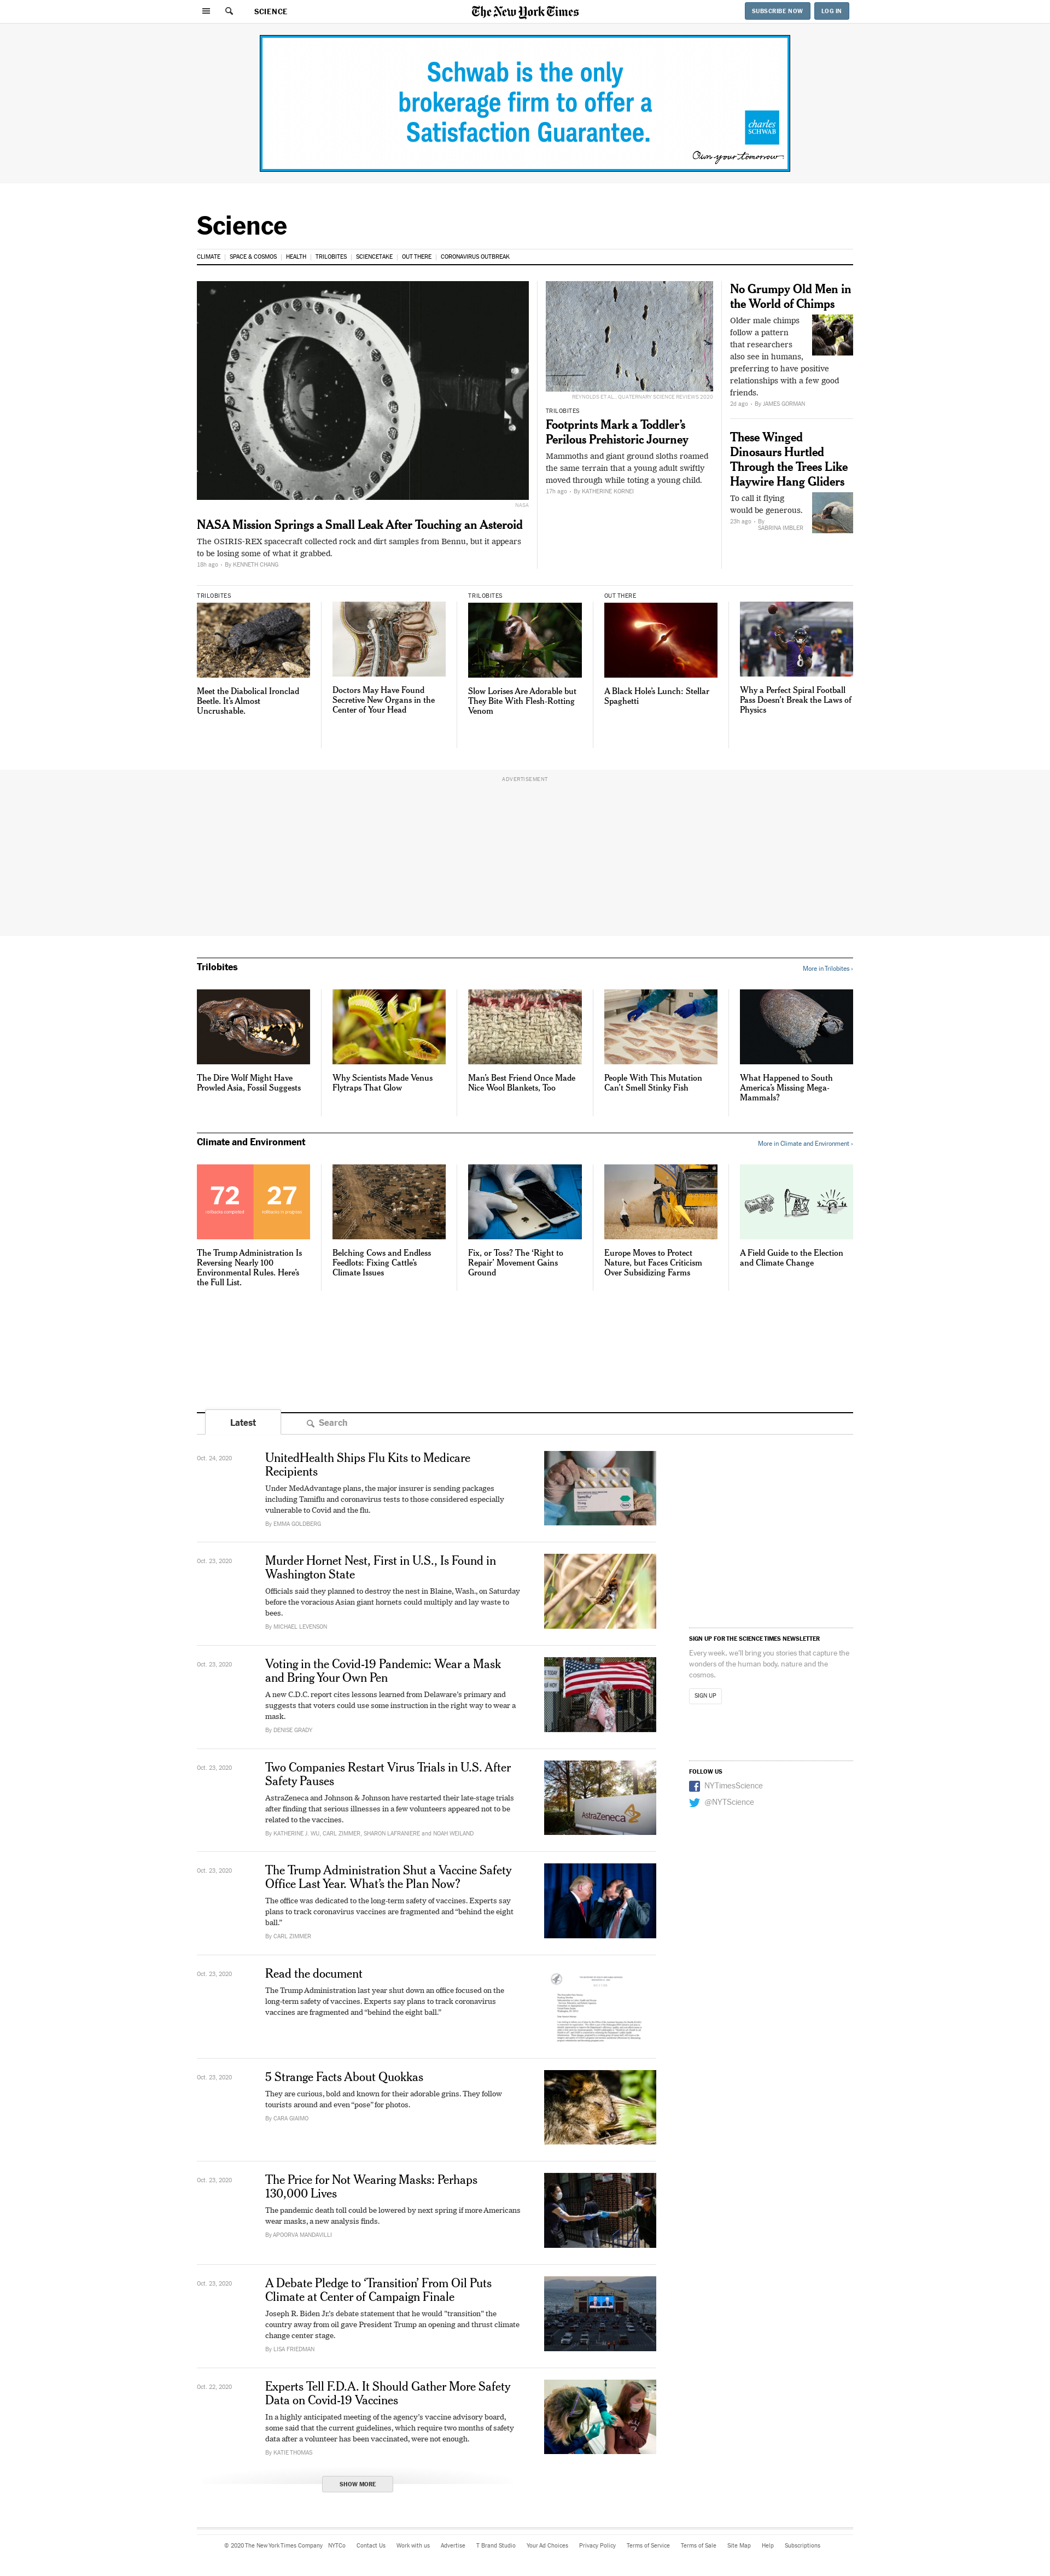 SCIENCE
The New York Times
SUBSCRIBE NOW
LOG IN
Schwab is the only
brokerage firm to offer a
Satisfaction Guarantee.
charles
SCHWAB
Own your tomorrow.
Science
CLIMATE
SPACE & COSMOS
HEALTH
TRILOBITES
SCIENCETAKE
OUT THERE
CORONAVIRUS OUTBREAK
NASA
NASA Mission Springs a Small Leak After Touching an Asteroid
The OSIRIS-REX spacecraft collected rock and dirt samples from Bennu, but it appears
to be losing some of what it grabbed.
16h ago • By KENNETH CHANG
REYNOLDS ET AL., QUATERNARY SCIENCE REVIEWS 2020
TRILOBITES
Footprints Mark a Toddler's
Perilous Prehistoric Journey
Mammoths and giant ground sloths roamed
the same terrain that a young adult swiftly
moved through while toting a young child.
17h ago • By KATHERINE KORNEI
No Grumpy Old Men in
the World of Chimps
Older male chimps
follow a pattern
that researchers
also see in humans,
preferring to have positive
relationships with a few good
friends.
2d ago • By JAMES GORMAN
These Winged
Dinosaurs Hurtled
Through the Trees Like
Haywire Hang Gliders
To call it flying
would be generous.
23h ago • By
SABRINA IMBLER
TRILOBITES
Meet the Diabolical Ironclad
Beetle. It's Almost
Uncrushable.
Doctors May Have Found
Secretive New Organs in the
Center of Your Head
TRILOBITES
Slow Lorises Are Adorable but
They Bite With Flesh-Rotting
Venom
OUT THERE
A Black Hole's Lunch: Stellar
Spaghetti
8
Why a Perfect Spiral Football
Pass Doesn't Break the Laws of
Physics
ADVERTISEMENT
Trilobites
More in Trilobites ›
The Dire Wolf Might Have
Prowled Asia, Fossil Suggests
Why Scientists Made Venus
Flytraps That Glow
Man's Best Friend Once Made
Nice Wool Blankets, Too
People With This Mutation
Can't Smell Stinky Fish
What Happened to South
America's Missing Mega-
Mammals?
Climate and Environment
More in Climate and Environment ›
72
rollbacks completed
27
rollbacks in progress
The Trump Administration Is
Reversing Nearly 100
Environmental Rules. Here's
the Full List.
Belching Cows and Endless
Feedlots: Fixing Cattle's
Climate Issues
Fix, or Toss? The 'Right to
Repair' Movement Gains
Ground
Europe Moves to Protect
Nature, but Faces Criticism
Over Subsidizing Farms
A Field Guide to the Election
and Climate Change
Latest
Search
Oct. 24, 2020
UnitedHealth Ships Flu Kits to Medicare
Recipients
Under MedAdvantage plans, the major insurer is sending packages
including Tamiflu and coronavirus tests to those considered especially
vulnerable to Covid and the flu.
By EMMA GOLDBERG
Tamiflu
Oct. 23, 2020
Murder Hornet Nest, First in U.S., Is Found in
Washington State
Officials said they planned to destroy the nest in Blaine, Wash., on Saturday
before the voracious Asian giant hornets could multiply and lay waste to
bees.
By MICHAEL LEVENSON
Oct. 23, 2020
Voting in the Covid-19 Pandemic: Wear a Mask
and Bring Your Own Pen
A new C.D.C. report cites lessons learned from Delaware's primary and
suggests that voters could use some instruction in the right way to wear a
mask.
By DENISE GRADY
Oct. 23, 2020
Two Companies Restart Virus Trials in U.S. After
Safety Pauses
AstraZeneca and Johnson & Johnson have restarted their late-stage trials
after finding that serious illnesses in a few volunteers appeared not to be
related to the vaccines.
By KATHERINE J. WU, CARL ZIMMER, SHARON LAFRANIERE and NOAH WEILAND
AstraZeneca
Oct. 23, 2020
The Trump Administration Shut a Vaccine Safety
Office Last Year. What's the Plan Now?
The office was dedicated to the long-term safety of vaccines. Experts say
plans to track coronavirus vaccines are fragmented and “behind the eight
ball.”
By CARL ZIMMER
Oct. 23, 2020
Read the document
The Trump Administration last year shut down an office focused on the
long-term safety of vaccines. Experts say plans to track coronavirus
vaccines are fragmented and “behind the eight ball.”
Oct. 23, 2020
5 Strange Facts About Quokkas
They are curious, bold and known for their adorable grins. They follow
tourists around and even “pose” for photos.
By CARA GIAIMO
Oct. 23, 2020
The Price for Not Wearing Masks: Perhaps
130,000 Lives
The pandemic death toll could be lowered by next spring if more Americans
wear masks, a new analysis finds.
By APOORVA MANDAVILLI
Oct. 23, 2020
A Debate Pledge to ‘Transition’ From Oil Puts
Climate at Center of Campaign Finale
Joseph R. Biden Jr.'s debate statement that he would "transition" the
country away from oil gave President Trump an opening and thrust climate
change center stage.
By LISA FRIEDMAN
Oct. 22, 2020
Experts Tell F.D.A. It Should Gather More Safety
Data on Covid-19 Vaccines
In a highly anticipated meeting of the agency's vaccine advisory board,
some said that the current guidelines, which require two months of safety
data after a volunteer has been vaccinated, were not enough.
By KATIE THOMAS
SHOW MORE
SIGN UP FOR THE SCIENCE TIMES NEWSLETTER
Every week, we'll bring you stories that capture the
wonders of the human body, nature and the
cosmos.
SIGN UP
FOLLOW US
NYTimesScience
@NYTScience
© 2020 The New York Times Company
NYTCo
Contact Us
Work with us
Advertise
T Brand Studio
Your Ad Choices
Privacy Policy
Terms of Service
Terms of Sale
Site Map
Help
Subscriptions